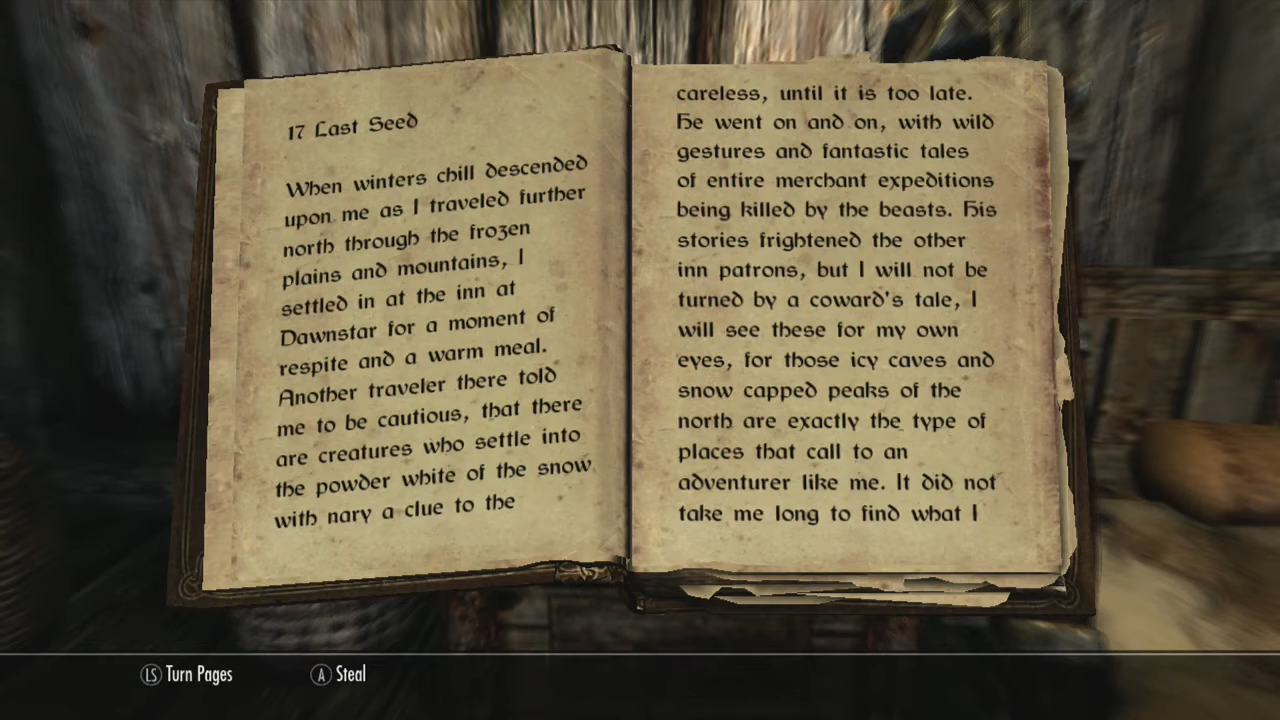 17 Last Seed
When winters chill descended
upon me as I traveled further
north through the frozen
plains and mountains, I
settled in at the inn at
Dawnstar for a moment of
respite and a warm meal.
Another traveler there told
me to be cautious, that there
are creatures who settle into
the powder white of the snow
with nary a clue to the
careless, until it is too late.
He went on and on, with wild
gestures and fantastic tales
of entire merchant expeditions
being killed by the beasts. His
stories frightened the other
inn patrons, but I will not be
turned by a coward's tale, I
will see these for my own
eyes, for those icy caves and
snow capped peaks of the
north are exactly the type of
places that call to an
adventurer like me. It did not
take me long to find what I
LS Turn Pages
A Steal